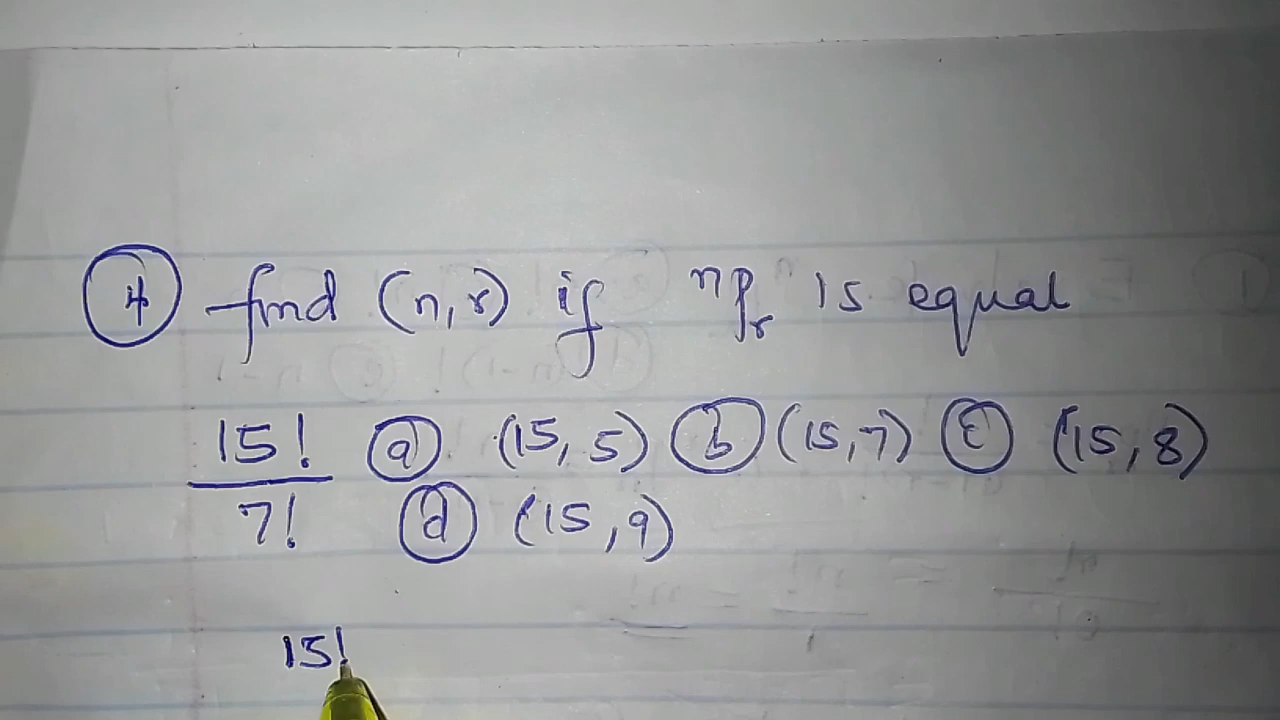 4 find (n,r) if nPr is equal
15! a (15,5) b (15,7) c (15,8)
7! d (15,9)
15!